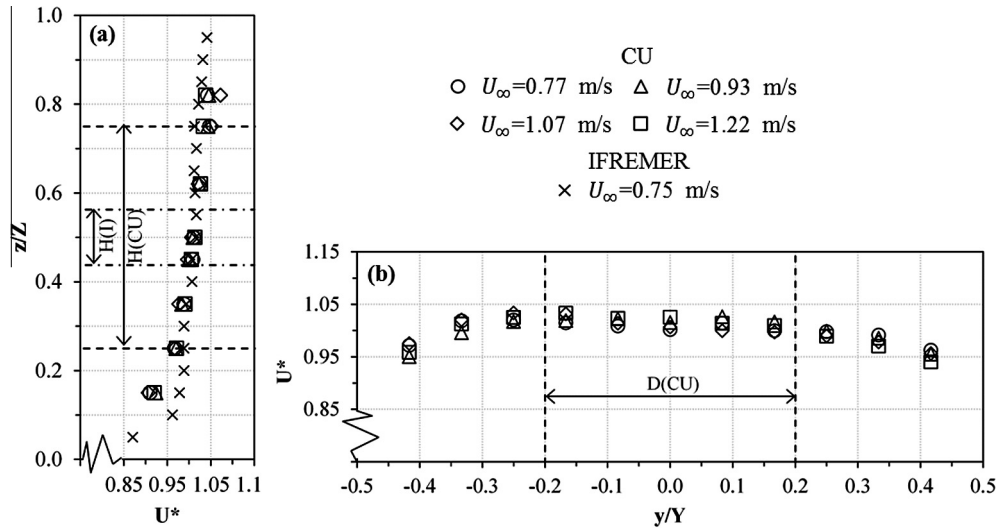 (a)
1.0
0.8
0.6
0.4
0.2
0.0
z/Z
H(I)
H(CU)
0.85 0.95 1.05 1.1
U*
CU
U∞=0.77 m/s U∞=0.93 m/s
U∞=1.07 m/s U∞=1.22 m/s
IFREMER
U∞=0.75 m/s
(b)
1.15
1.05
0.95
0.85
U*
D(CU)
-0.5 -0.4 -0.3 -0.2 -0.1 0.0 0.1 0.2 0.3 0.4 0.5
y/Y